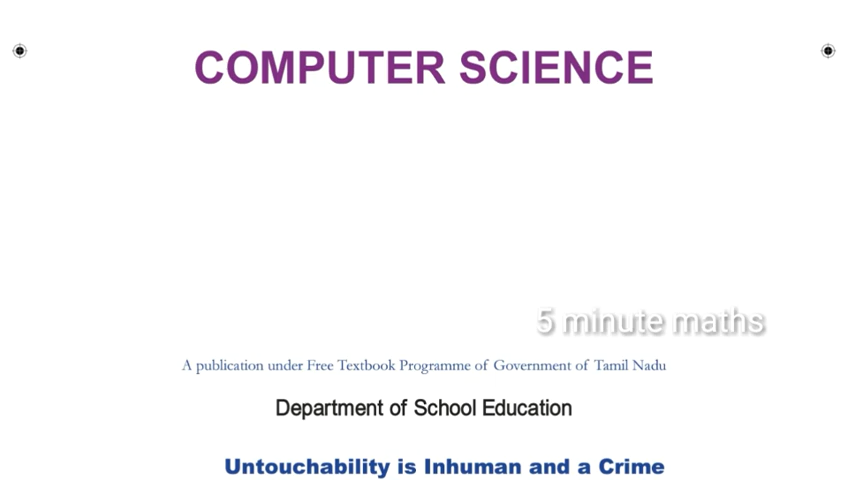 COMPUTER SCIENCE
5 minute maths
A publication under Free Textbook Programme of Government of Tamil Nadu
Department of School Education
Untouchability is Inhuman and a Crime